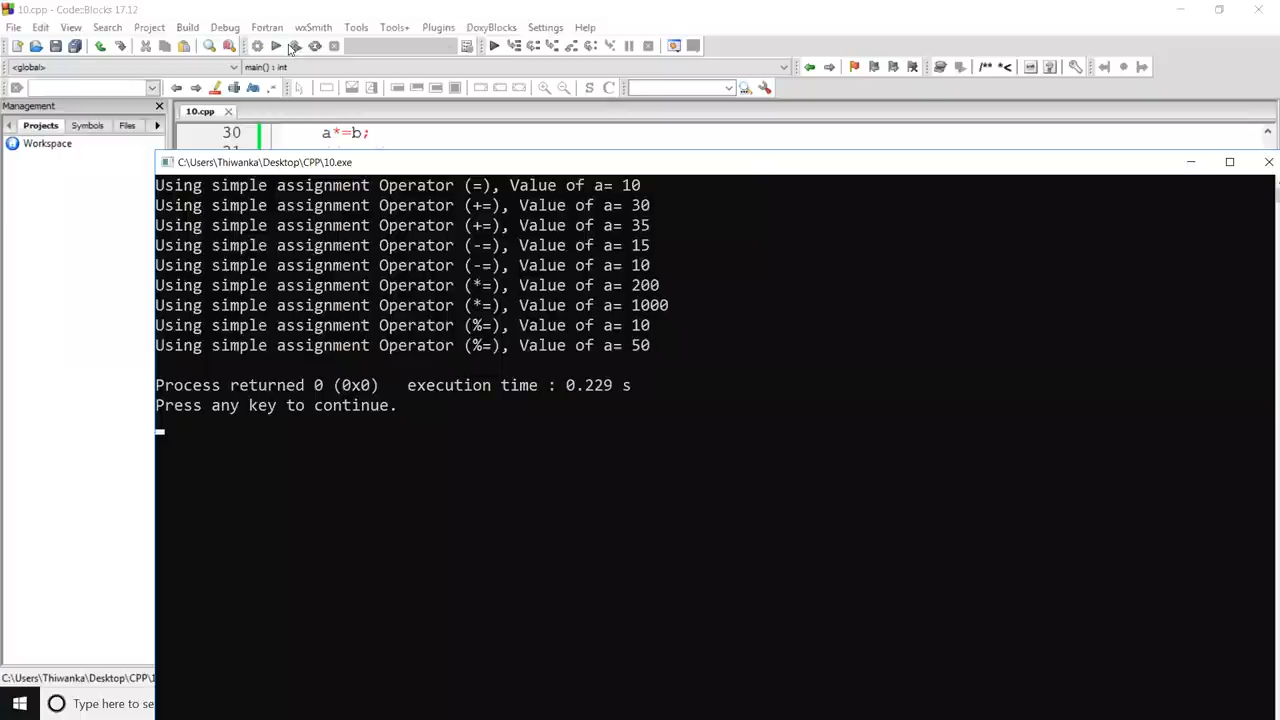 10.cpp - Code::Blocks 17.12
File Edit View Search Project Build Debug Fortran wxSmith Tools Tools+ Plugins DoxyBlocks Settings Help
<global> main() : int
/** *<
S C
Management
10.cpp
Projects Symbols Files
30 a*=b;
Workspace
C:\Users\Thiwanka\Desktop\CPP\10.exe
Using simple assignment Operator (=), Value of a= 10
Using simple assignment Operator (+=), Value of a= 30
Using simple assignment Operator (+=), Value of a= 35
Using simple assignment Operator (-=), Value of a= 15
Using simple assignment Operator (-=), Value of a= 10
Using simple assignment Operator (*=), Value of a= 200
Using simple assignment Operator (*=), Value of a= 1000
Using simple assignment Operator (%=), Value of a= 10
Using simple assignment Operator (%=), Value of a= 50
Process returned 0 (0x0) execution time : 0.229 s
Press any key to continue.
C:\Users\Thiwanka\Desktop\CPP\1
Type here to se